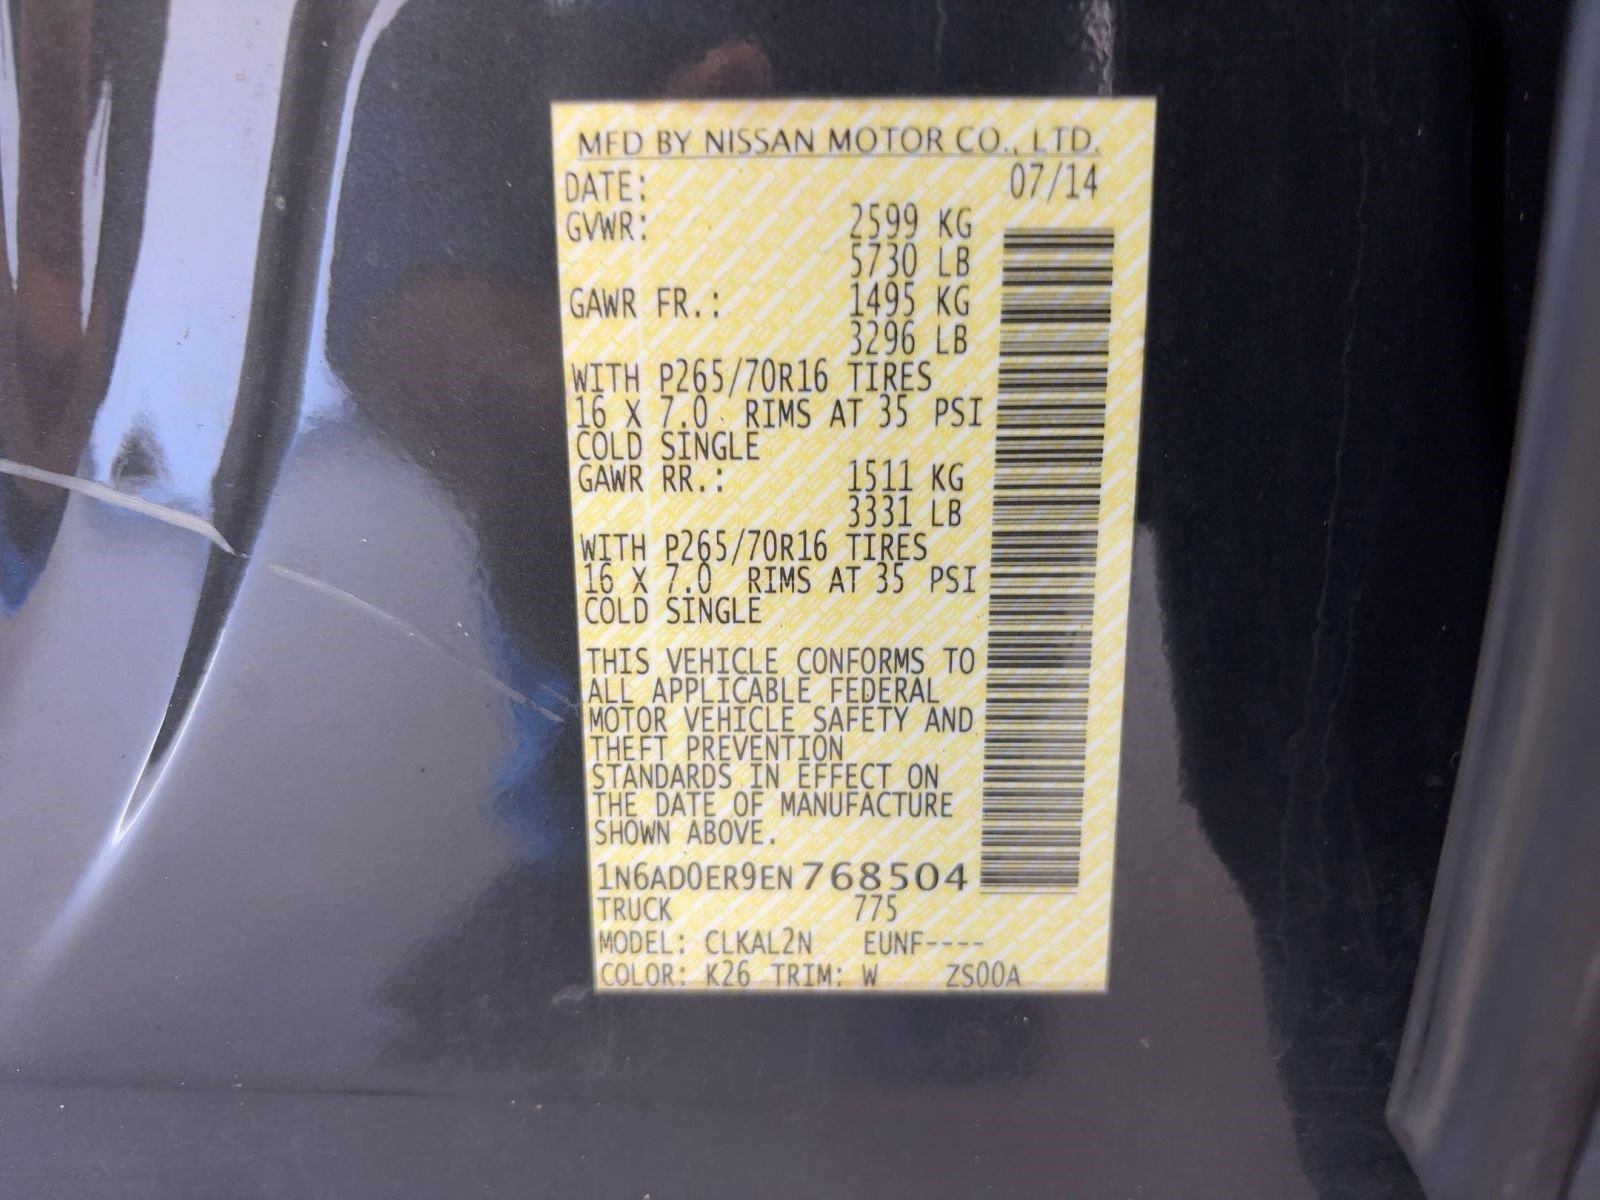 MFD BY NISSAN MOTOR CO., LTD.
DATE: 07/14
GVWR: 2599 KG
5730 LB
GAWR FR.: 1495 KG
3296 LB
WITH P265/70R16 TIRES
16 X 7.0 RIMS AT 35 PSI
COLD SINGLE
GAWR RR.: 1511 KG
3331 LB
WITH P265/70R16 TIRES
16 X 7.0 RIMS AT 35 PSI
COLD SINGLE
THIS VEHICLE CONFORMS TO
ALL APPLICABLE FEDERAL
MOTOR VEHICLE SAFETY AND
THEFT PREVENTION
STANDARDS IN EFFECT ON
THE DATE OF MANUFACTURE
SHOWN ABOVE.
1N6AD0ER9EN768504
TRUCK 775
MODEL: CLKAL2N EUNF----
COLOR: K26 TRIM: W ZS00A